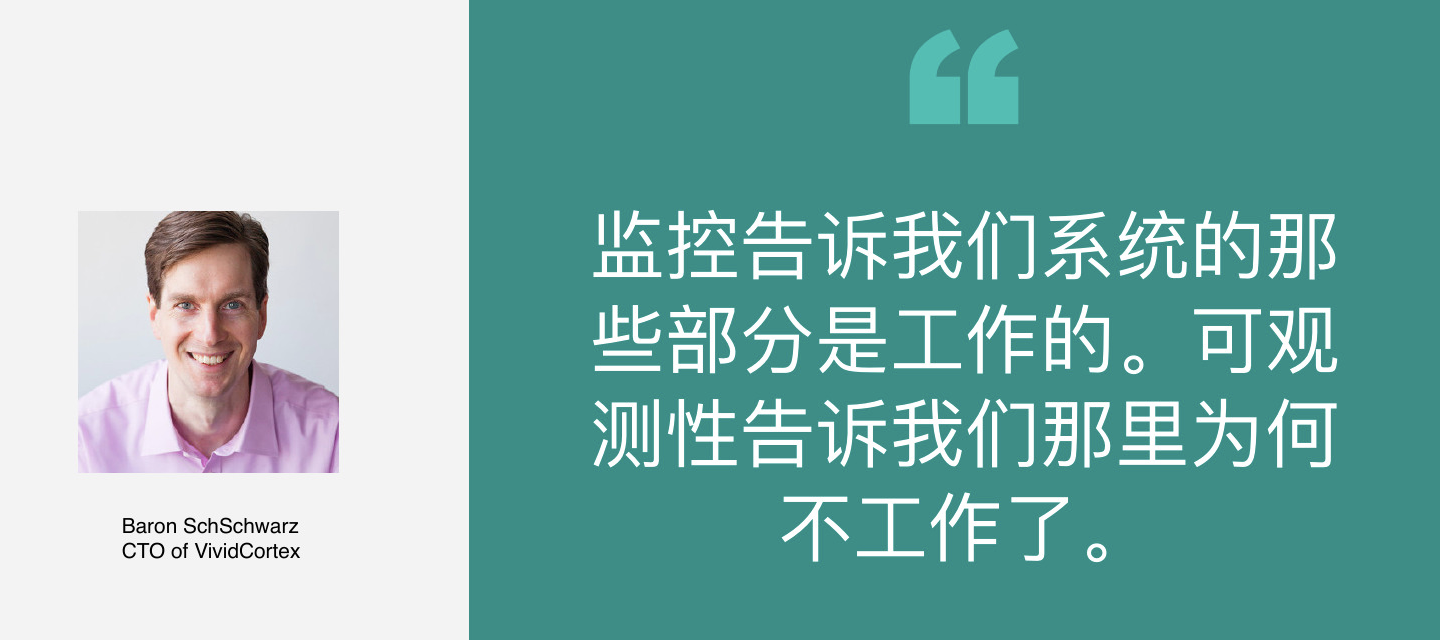 “
监控告诉我们系统的那
些部分是工作的。可观
测性告诉我们那里为何
不工作了。
Baron SchSchwarz
CTO of VividCortex